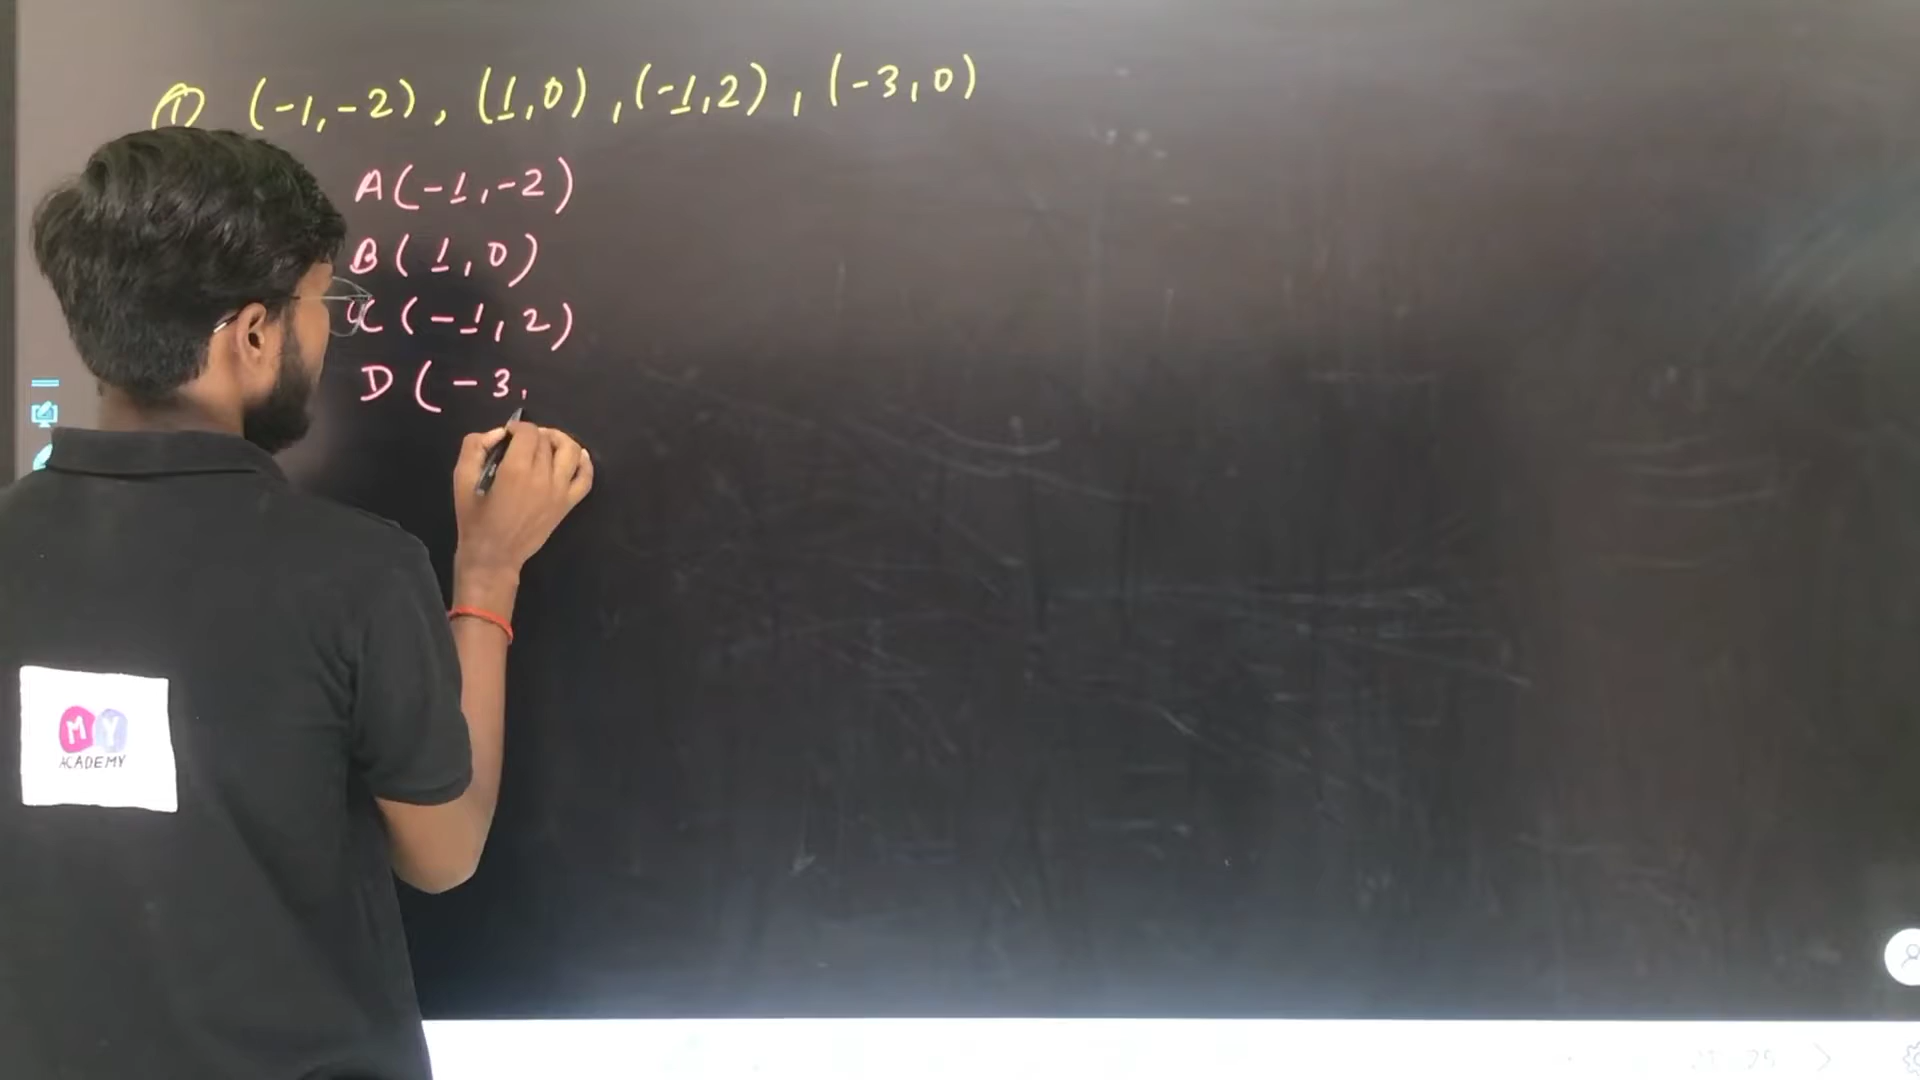 ① (-1,-2), (1,0), (-1,2), (-3,0)
A(-1,-2)
B(1,0)
C(-1,2)
D(-3,
MY
ACADEMY